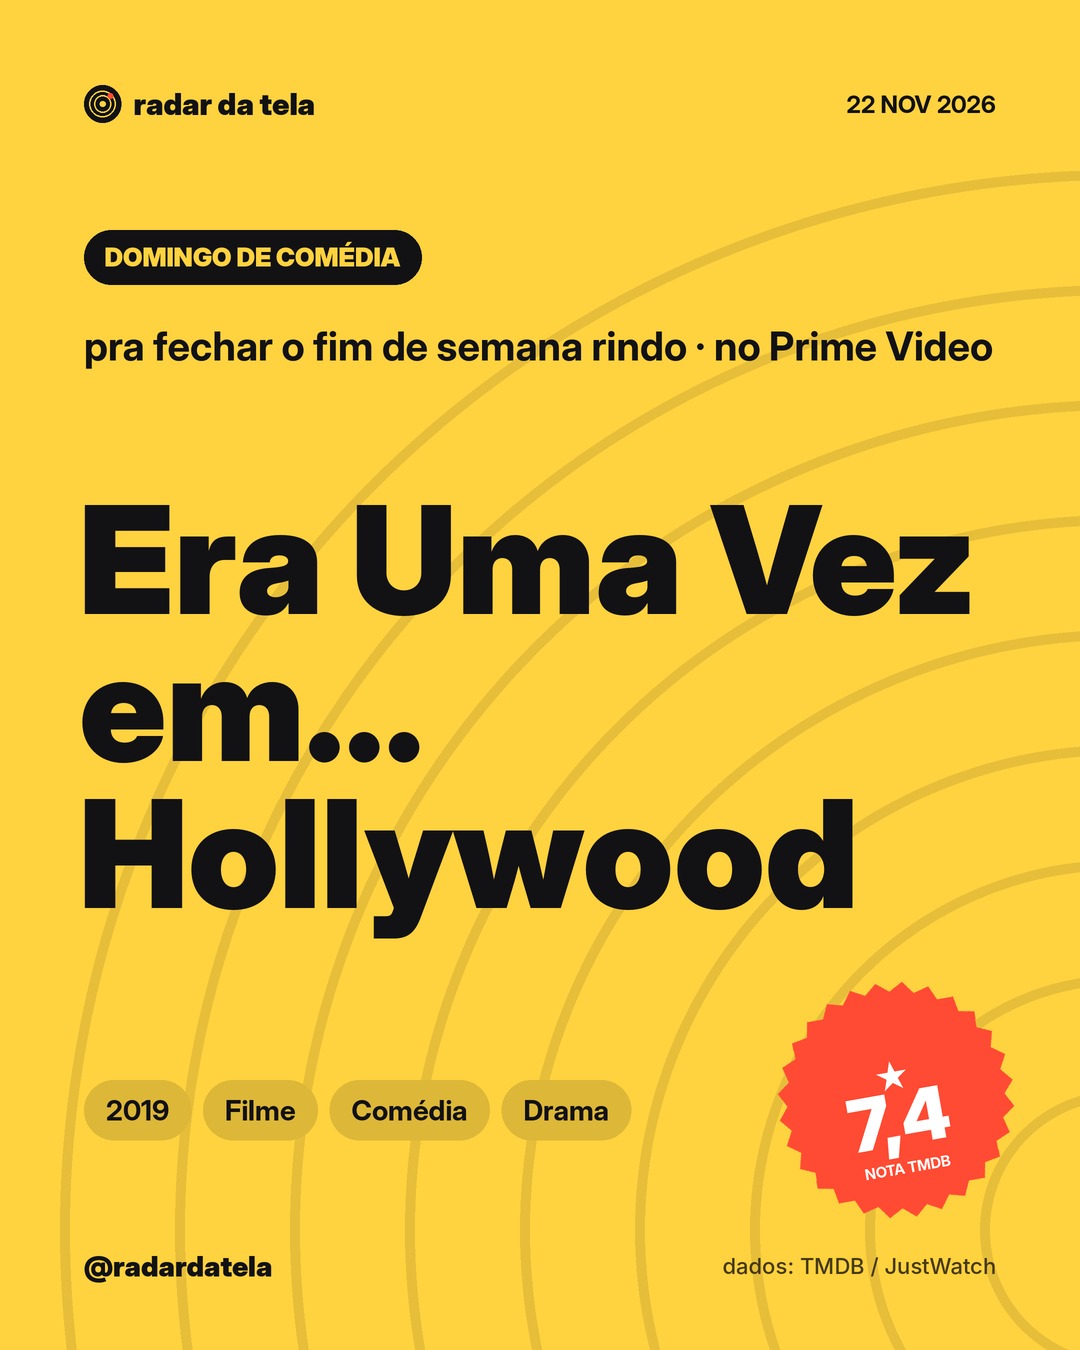 radar da tela
22 NOV 2026
DOMINGO DE COMÉDIA
pra fechar o fim de semana rindo · no Prime Video
Era Uma Vez
em...
Hollywood
2019
Filme
Comédia
Drama
★
7,4
NOTA TMDB
@radardatela
dados: TMDB / JustWatch